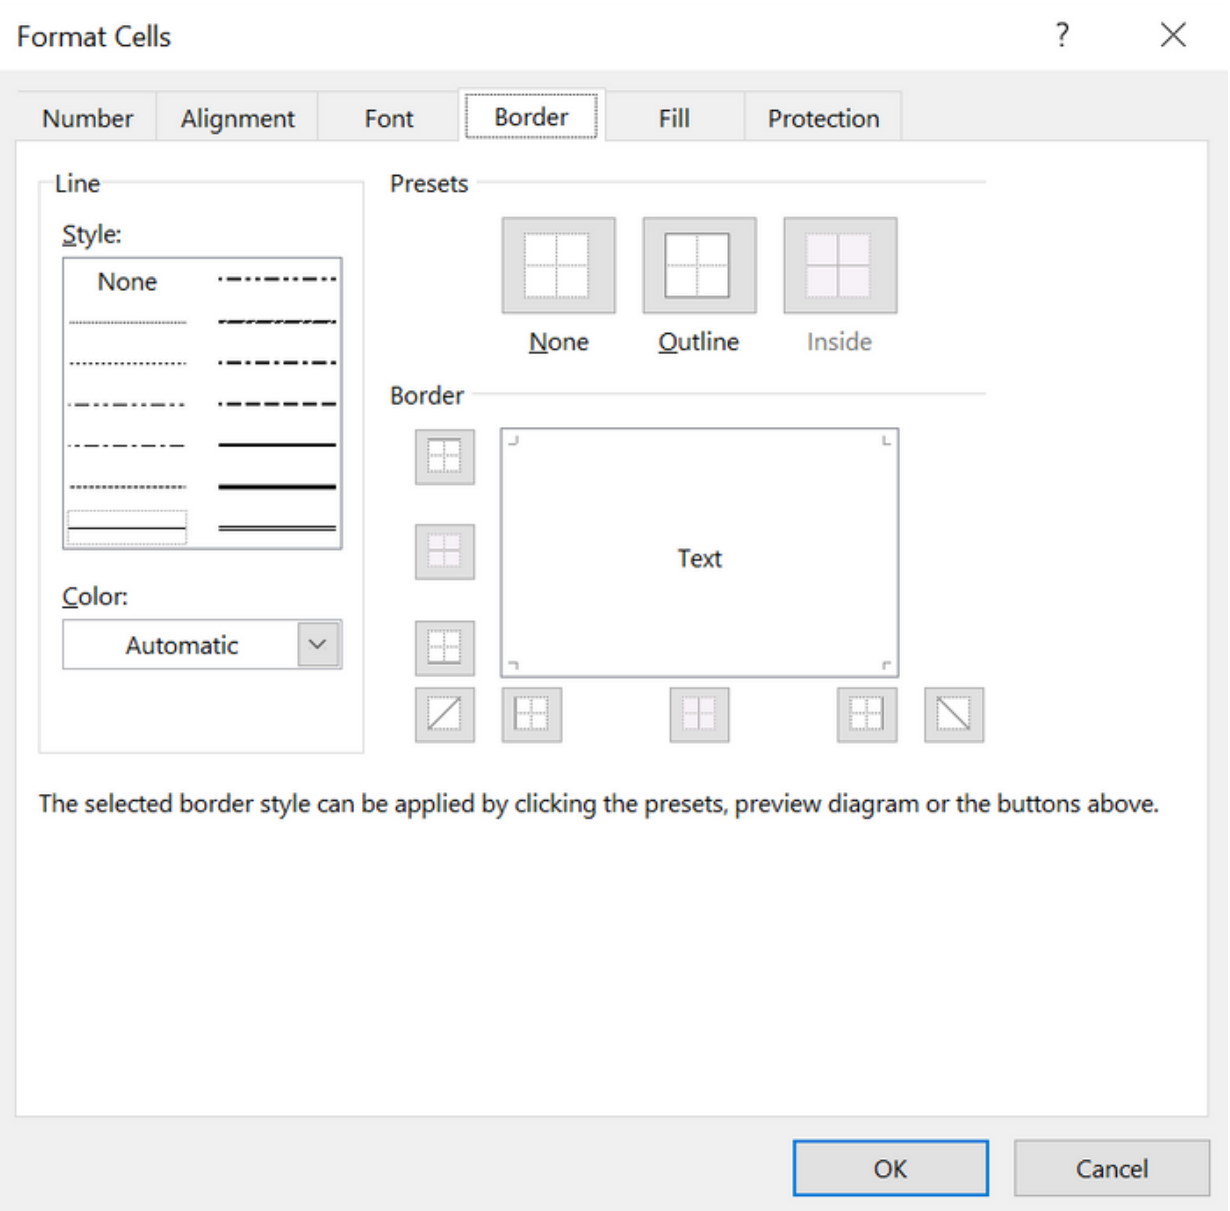 Format Cells
?
Number Alignment Font Border Fill Protection
Line
Style:
None
Color:
Automatic
Presets
None Outline Inside
Border
Text
The selected border style can be applied by clicking the presets, preview diagram or the buttons above.
OK Cancel